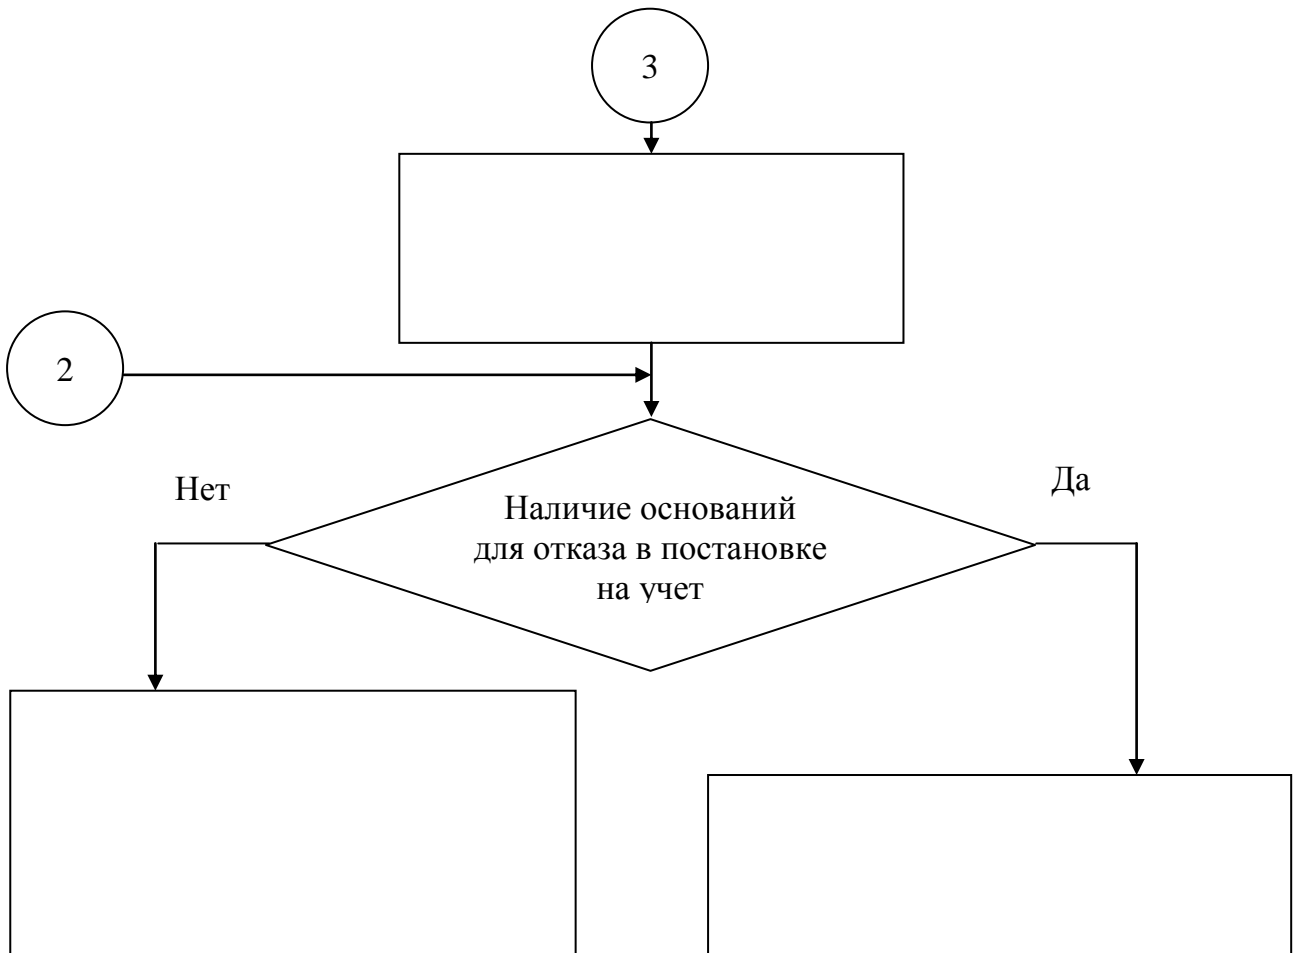 3
2
Нет
Да
Наличие оснований
для отказа в постановке
на учет